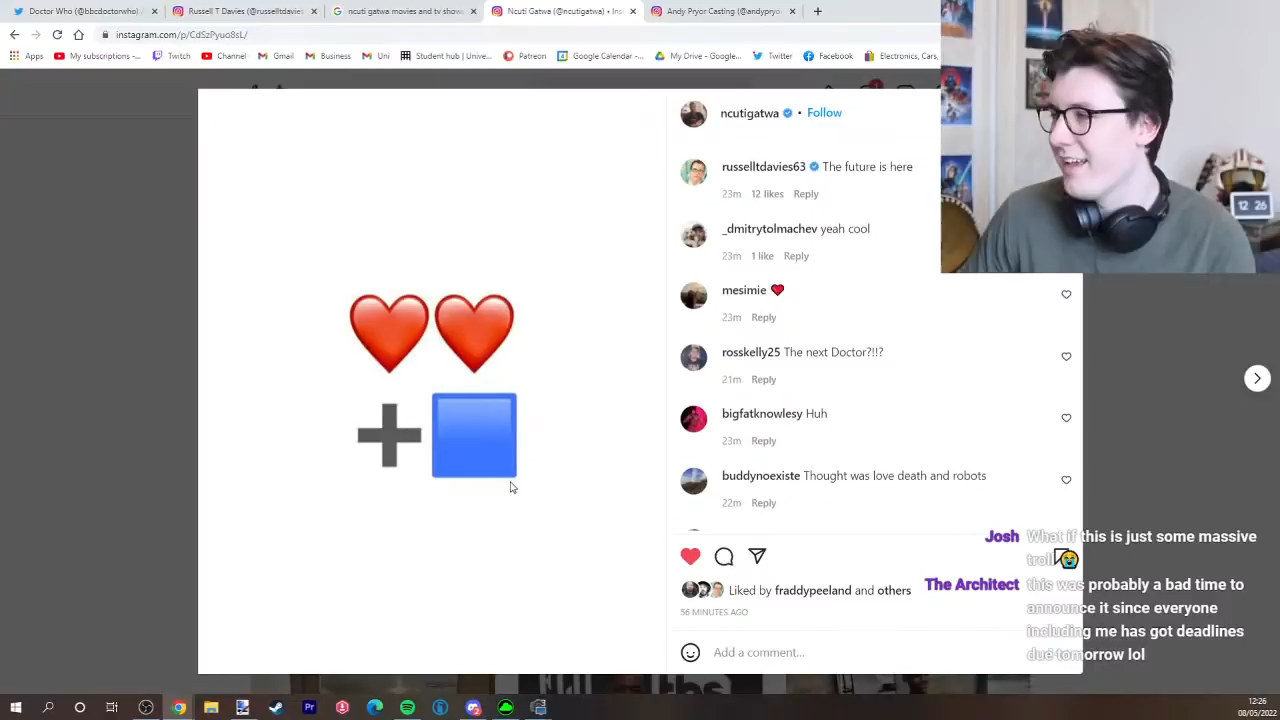 Doctor Who (@bbcdoctorwho) /
Russell T Davies (@russelltdavies
ncuti gatwa movies and tv show
Ncuti (@ncutigatwa) • Ins
Andy Pryor Casting (@andypryo
instagram.com/p/CdSzPyuo8sL/
Apps
My subscriptions -...
Twitch
Channel
Gmail
Business
Uni
Student hub | Unive...
Patreon
Google Calendar -...
My Drive - Google...
Twitter
Facebook
Electronics, Cars,
ncutigatwa • Follow
russelltdavies63 The future is here
23m 12 likes Reply
_dmitrytolmachev yeah cool
23m 1 like Reply
mesimie ❤️
23m Reply
rosskelly25 The next Doctor?!!?
21m Reply
bigfatknowlesy Huh
23m Reply
buddynoexiste Thought was love death and robots
22m Reply
Liked by fraddypeeland and others
56 MINUTES AGO
Add a comment...
12 26
Josh What if this is just some massive
troll 😭
The Architect this was probably a bad time to
announce it since everyone
including me has got deadlines
due tomorrow lol
12:26
08/05/2022